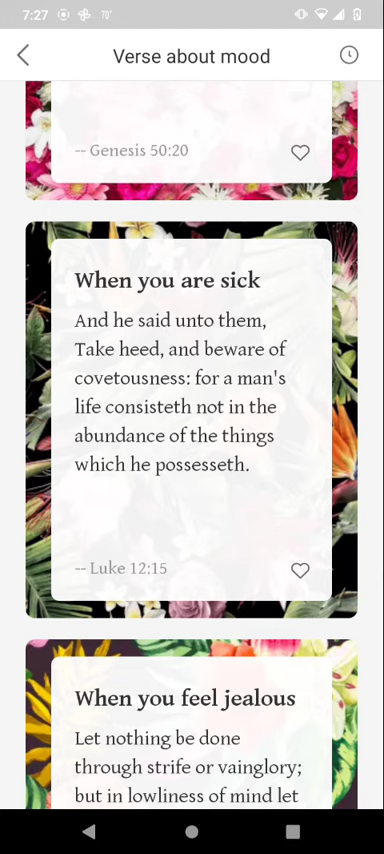 7:27 70°
Verse about mood
-- Genesis 50:20
When you are sick
And he said unto them,
Take heed, and beware of
covetousness: for a man's
life consisteth not in the
abundance of the things
which he possesseth.
-- Luke 12:15
When you feel jealous
Let nothing be done
through strife or vainglory;
but in lowliness of mind let